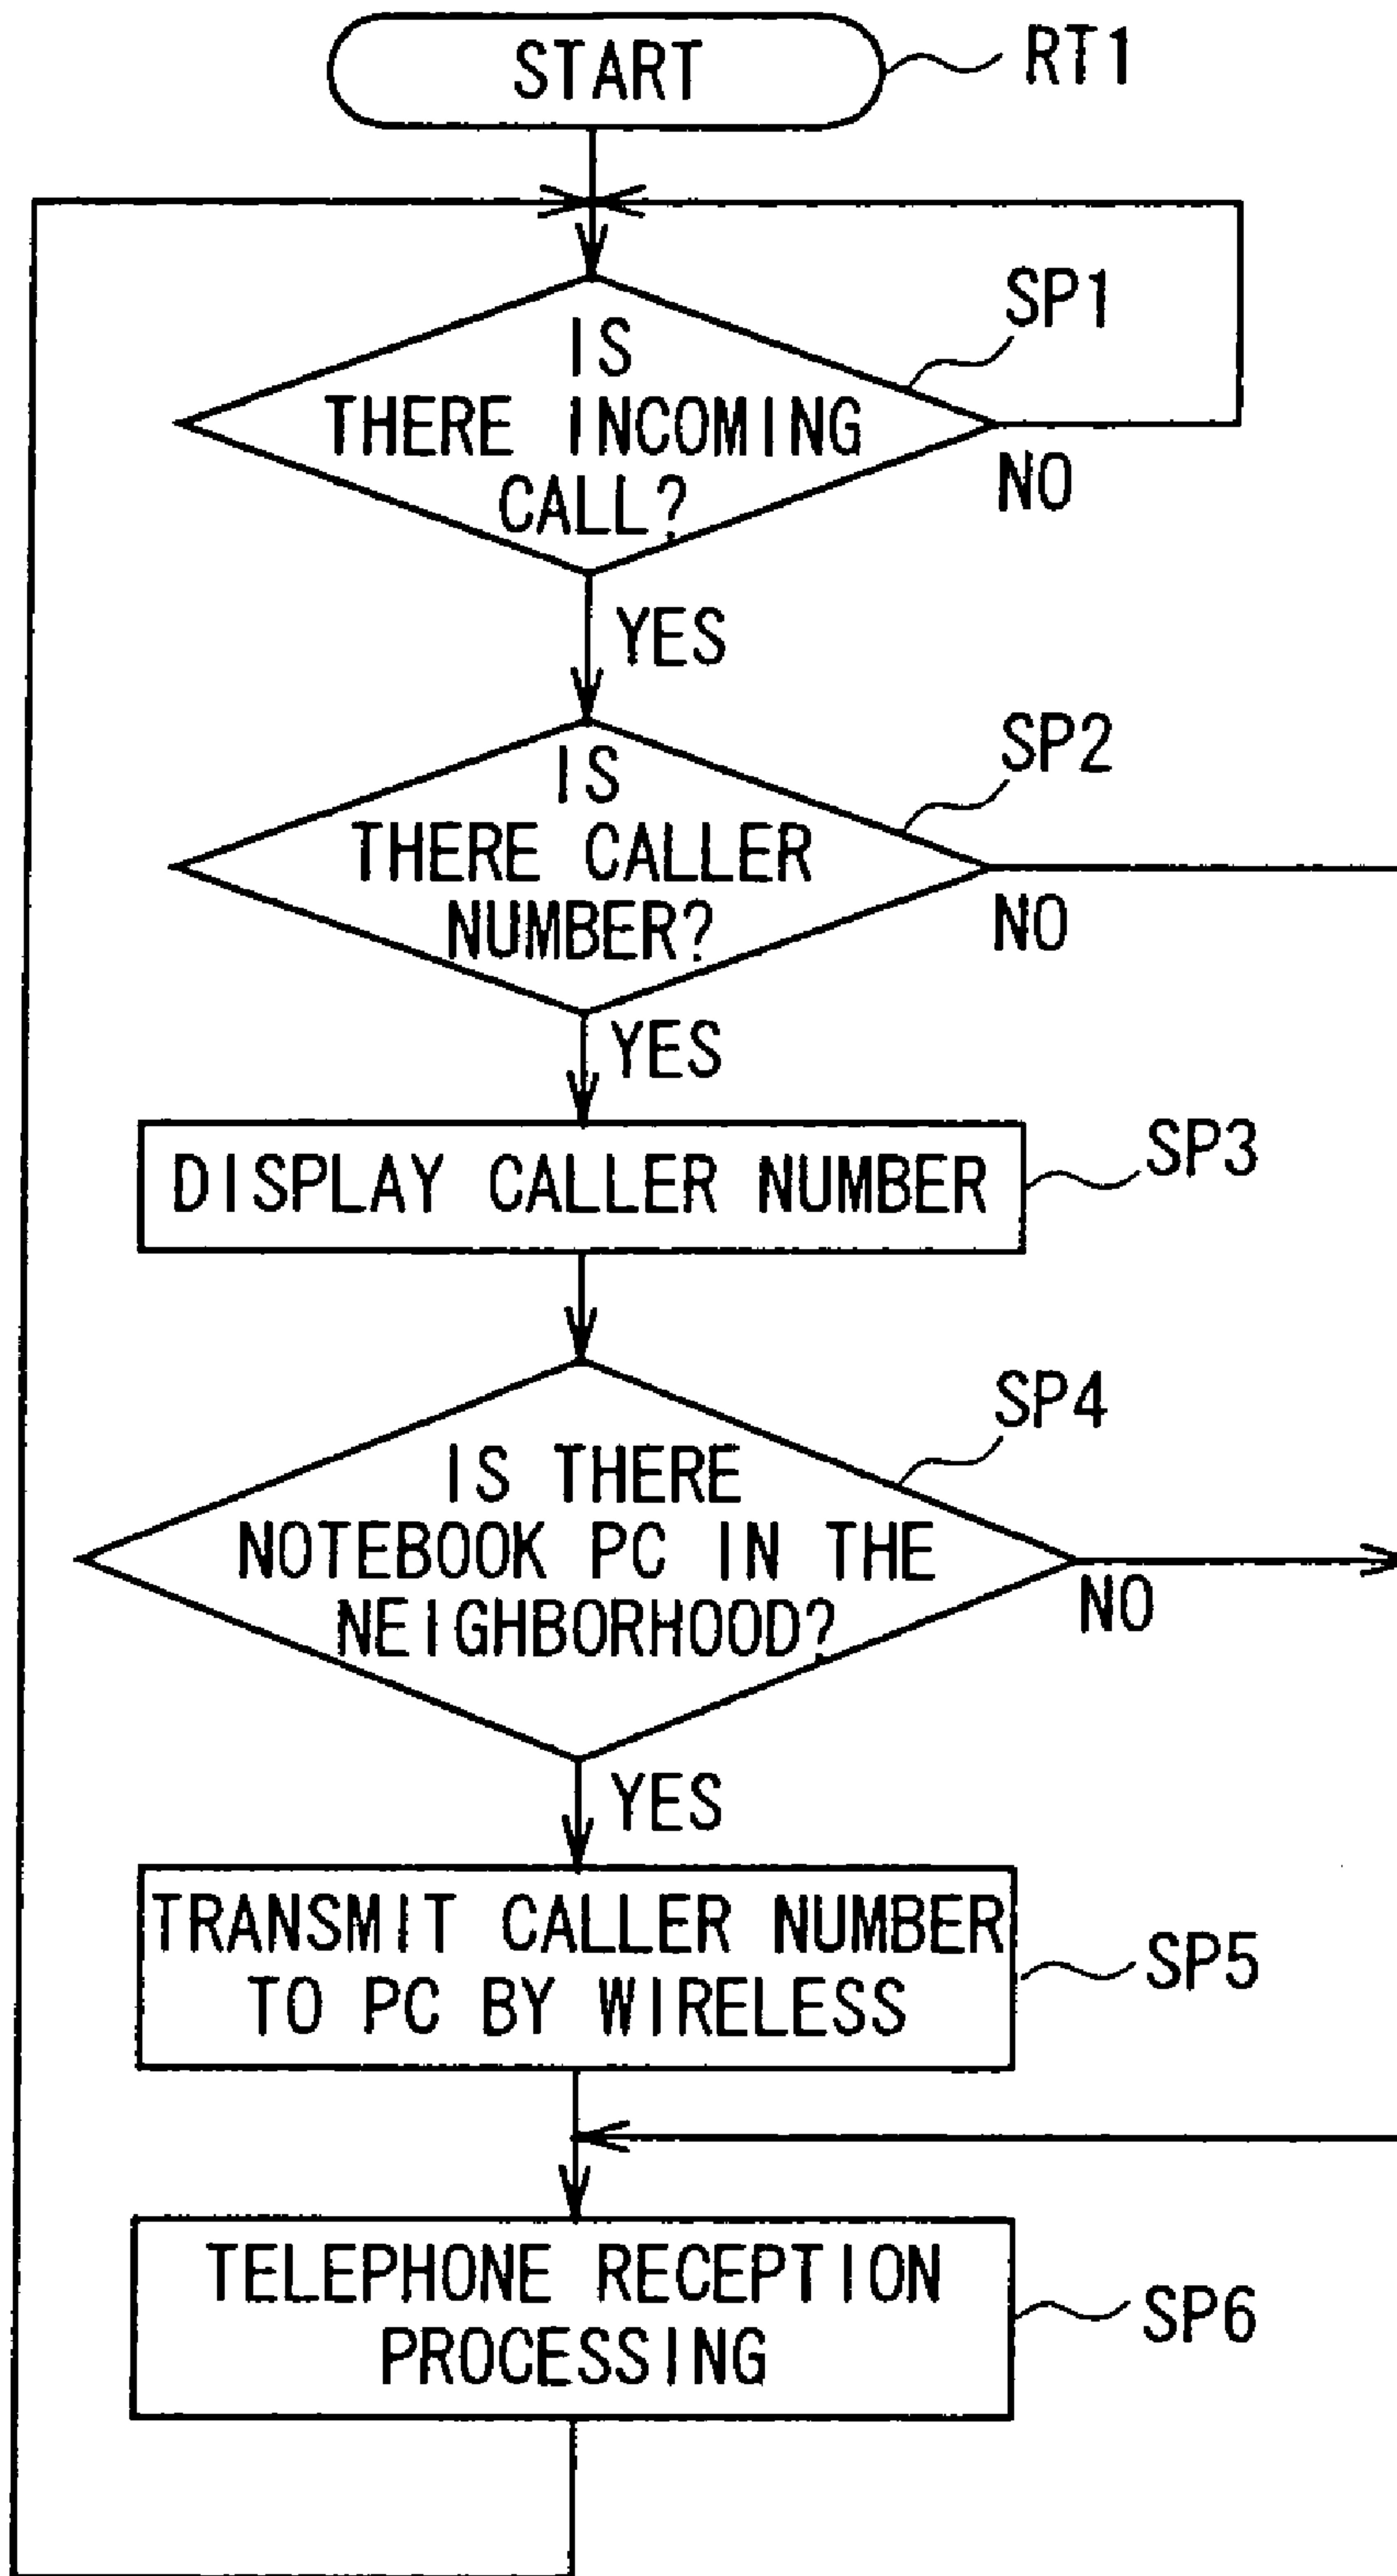 START
RT1
SP1
IS
THERE INCOMING
CALL?
NO
YES
SP2
IS
THERE CALLER
NUMBER?
NO
YES
DISPLAY CALLER NUMBER
SP3
SP4
IS THERE
NOTEBOOK PC IN THE
NEIGHBORHOOD?
NO
YES
TRANSMIT CALLER NUMBER
TO PC BY WIRELESS
SP5
TELEPHONE RECEPTION
PROCESSING
SP6